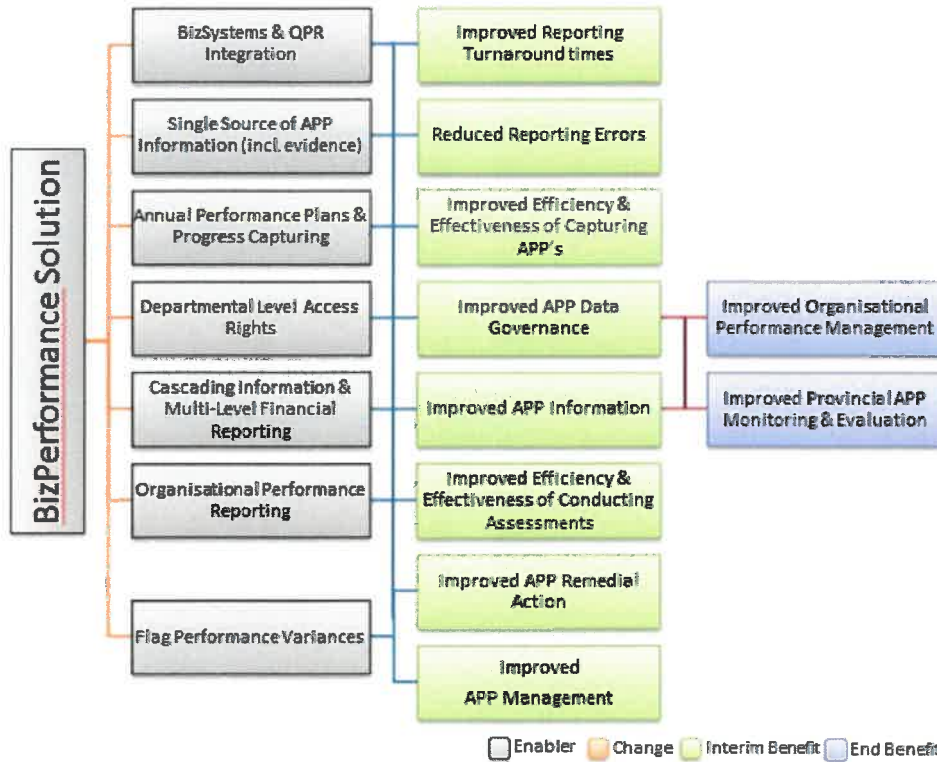 BizPerformance Solution
BizSystems & QPR
Integration
Single Source of APP
Information (incl. evidence)
Annual Performance Plans &
Progress Capturing
Departmental Level Access
Rights
Cascading Information &
Multi-Level Financial
Reporting
Organisational Performance
Reporting
Flag Performance Variances
Improved Reporting
Turnaround times
Reduced Reporting Errors
Improved Efficiency &
Effectiveness of Capturing
APP's
Improved APP Data
Governance
Improved APP Information
Improved Efficiency &
Effectiveness of Conducting
Assessments
Improved APP Remedial
Action
Improved
APP Management
Improved Organisational
Performance Management
Improved Provincial APP
Monitoring & Evaluation
Enabler Change Interim Benefit End Benefit